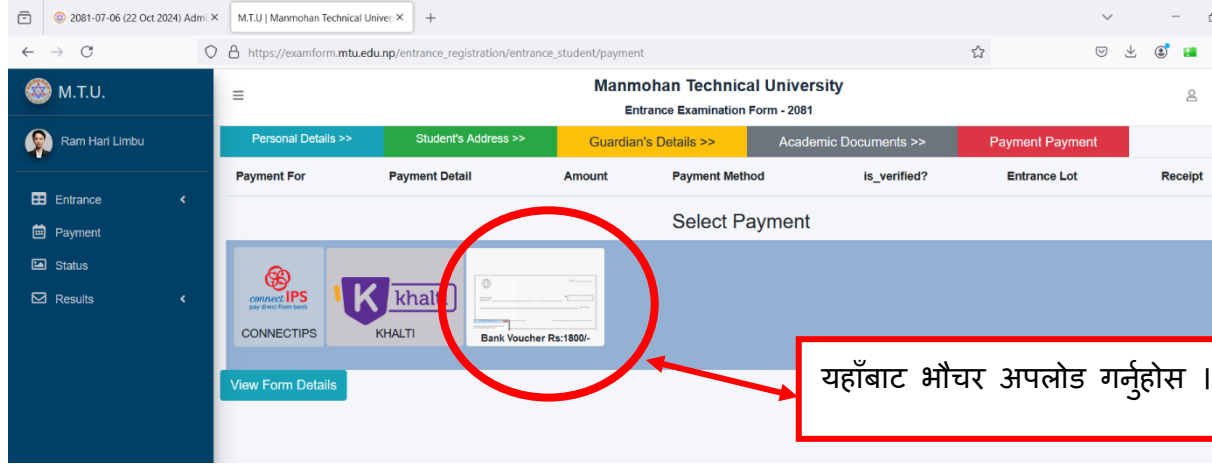 2081-07-06 (22 Oct 2024) Admi
M.T.U | Manmohan Technical Univer
https://examform.mtu.edu.np/entrance_registration/entrance_student/payment
M.T.U.
Manmohan Technical University
Entrance Examination Form - 2081
Ram Hari Limbu
Personal Details >> Student's Address >> Guardian's Details >> Academic Documents >> Payment Payment
Payment For Payment Detail Amount Payment Method is_verified? Entrance Lot Receipt
Entrance
Payment
Status
Results
Select Payment
connect IPS
pay direct from bank
CONNECTIPS
K khalti
KHALTI
Bank Voucher Rs:1800/-
View Form Details
यहाँबाट भौचर अपलोड गर्नुहोस ।